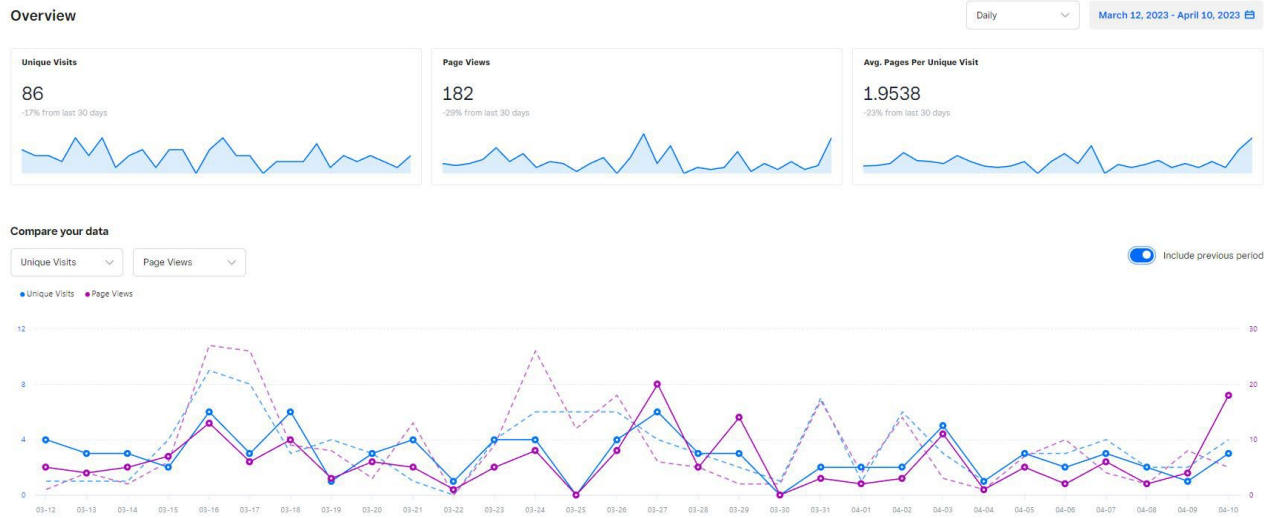 Overview
Daily
March 12, 2023 - April 10, 2023
Unique Visits
86
-17% from last 30 days
Page Views
182
-29% from last 30 days
Avg. Pages Per Unique Visit
1.9538
-23% from last 30 days
Compare your data
Unique Visits
Page Views
Include previous period
Unique Visits
Page Views
12
30
8
20
4
10
0
0
03-12 03-13 03-14 03-15 03-16 03-17 03-18 03-19 03-20 03-21 03-22 03-23 03-24 03-25 03-26 03-27 03-28 03-29 03-30 03-31 04-01 04-02 04-03 04-04 04-05 04-06 04-07 04-08 04-09 04-10